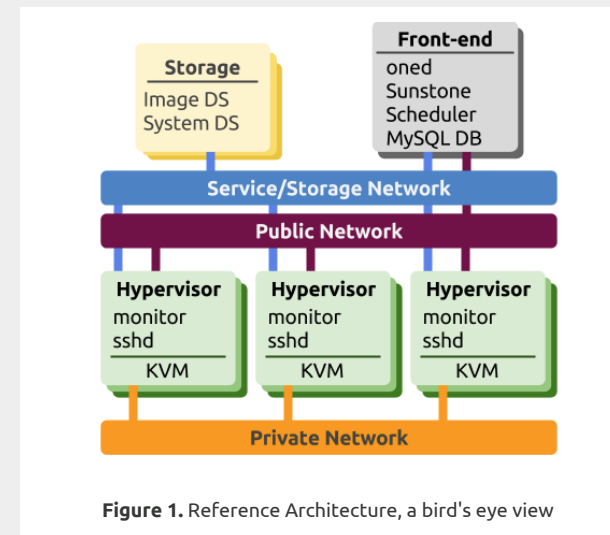 Storage
Image DS
System DS
Front-end
oned
Sunstone
Scheduler
MySQL DB
Service/Storage Network
Public Network
Hypervisor
monitor
sshd
KVM
Hypervisor
monitor
sshd
KVM
Hypervisor
monitor
sshd
KVM
Private Network
Figure 1. Reference Architecture, a bird's eye view